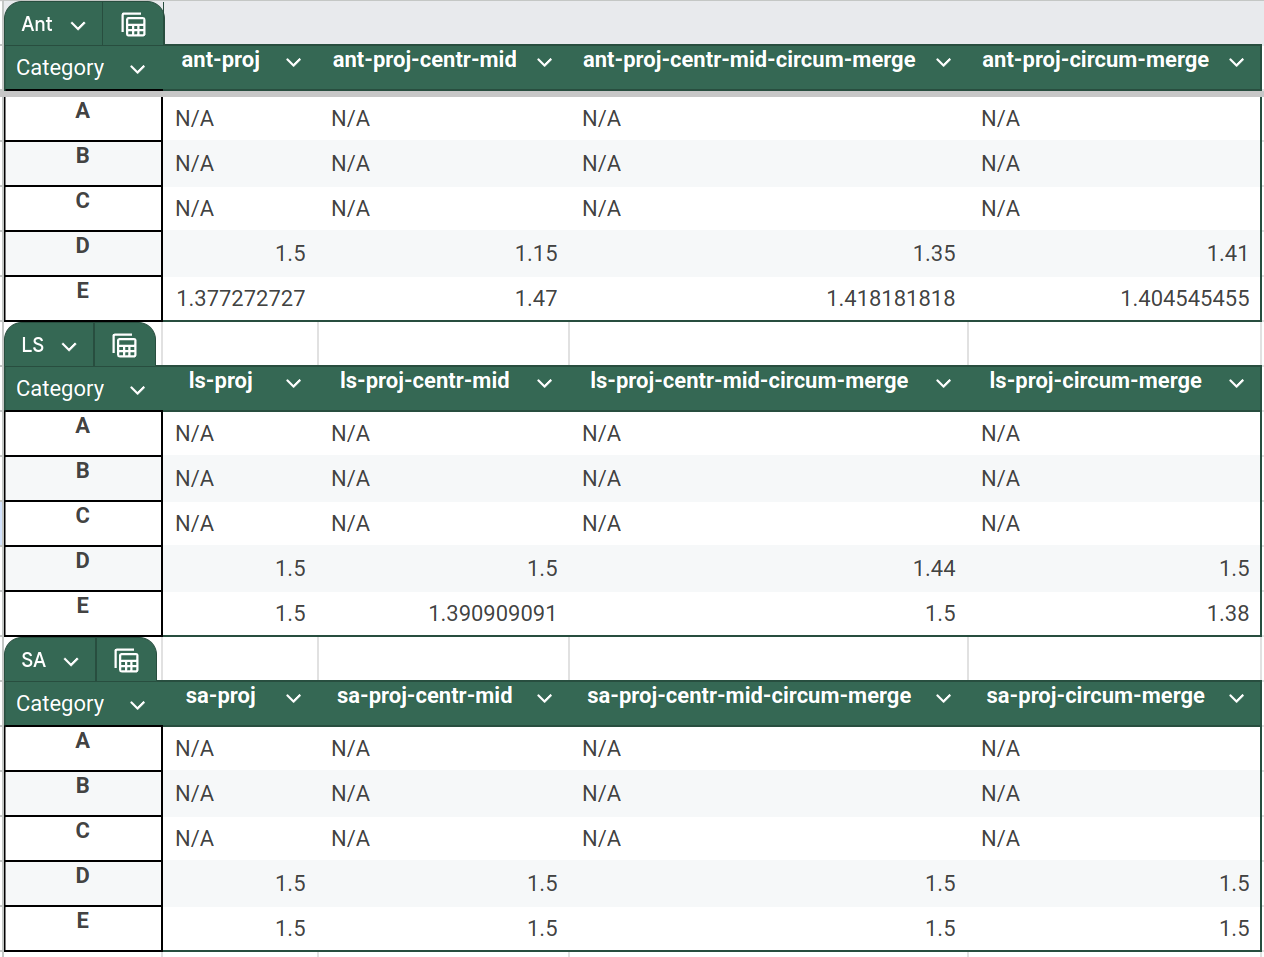 Ant
Category ant-proj ant-proj-centr-mid ant-proj-centr-mid-circum-merge ant-proj-circum-merge
A N/A N/A N/A N/A
B N/A N/A N/A N/A
C N/A N/A N/A N/A
D 1.5 1.15 1.35 1.41
E 1.377272727 1.47 1.418181818 1.404545455
LS
Category ls-proj ls-proj-centr-mid ls-proj-centr-mid-circum-merge ls-proj-circum-merge
A N/A N/A N/A N/A
B N/A N/A N/A N/A
C N/A N/A N/A N/A
D 1.5 1.5 1.44 1.5
E 1.5 1.390909091 1.5 1.38
SA
Category sa-proj sa-proj-centr-mid sa-proj-centr-mid-circum-merge sa-proj-circum-merge
A N/A N/A N/A N/A
B N/A N/A N/A N/A
C N/A N/A N/A N/A
D 1.5 1.5 1.5 1.5
E 1.5 1.5 1.5 1.5